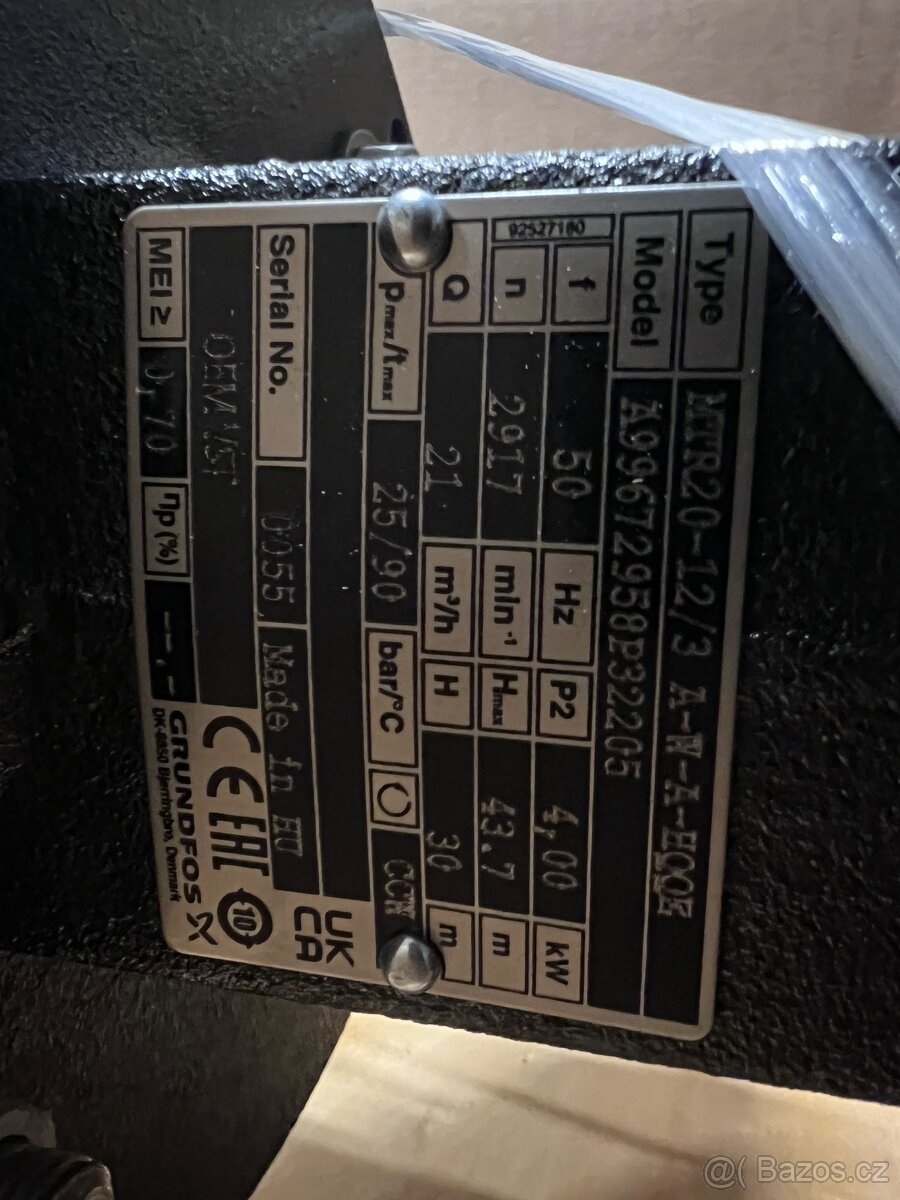 Type MTR20-12/3 A-W-A-HQQE
Model A99672958P32205
92527180
f 50 Hz P2 4,00 kW
n 2917 min⁻¹ Hmax 43.7 m
Q 21 m³/h H 30 m
pmax/tmax 25/90 bar/°C CCW
Serial No. 0055 Made in HU
UK CA
CE EAC 10
MEI ≥ 0,70 ηp (%) --.-
GRUNDFOS
DK-8850 Bjerringbro, Denmark
@( Bazos.cz